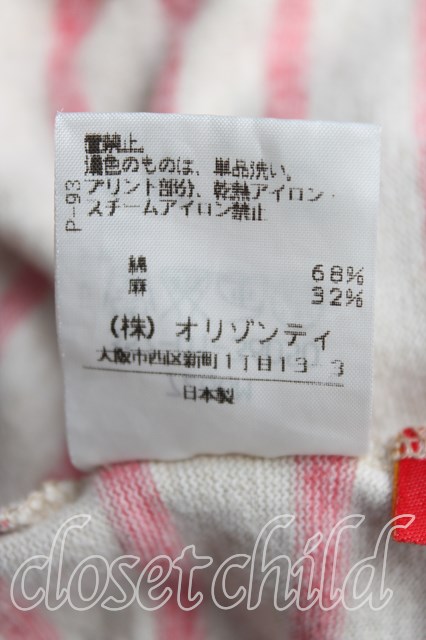 濃色のものは、単品洗い。
プリント部分、乾熱アイロン・
スチームアイロン禁止
P-93
綿 68%
麻 32%
(株) オリゾンティ
大阪市西区新町1丁目13-3
日本製
closetchild